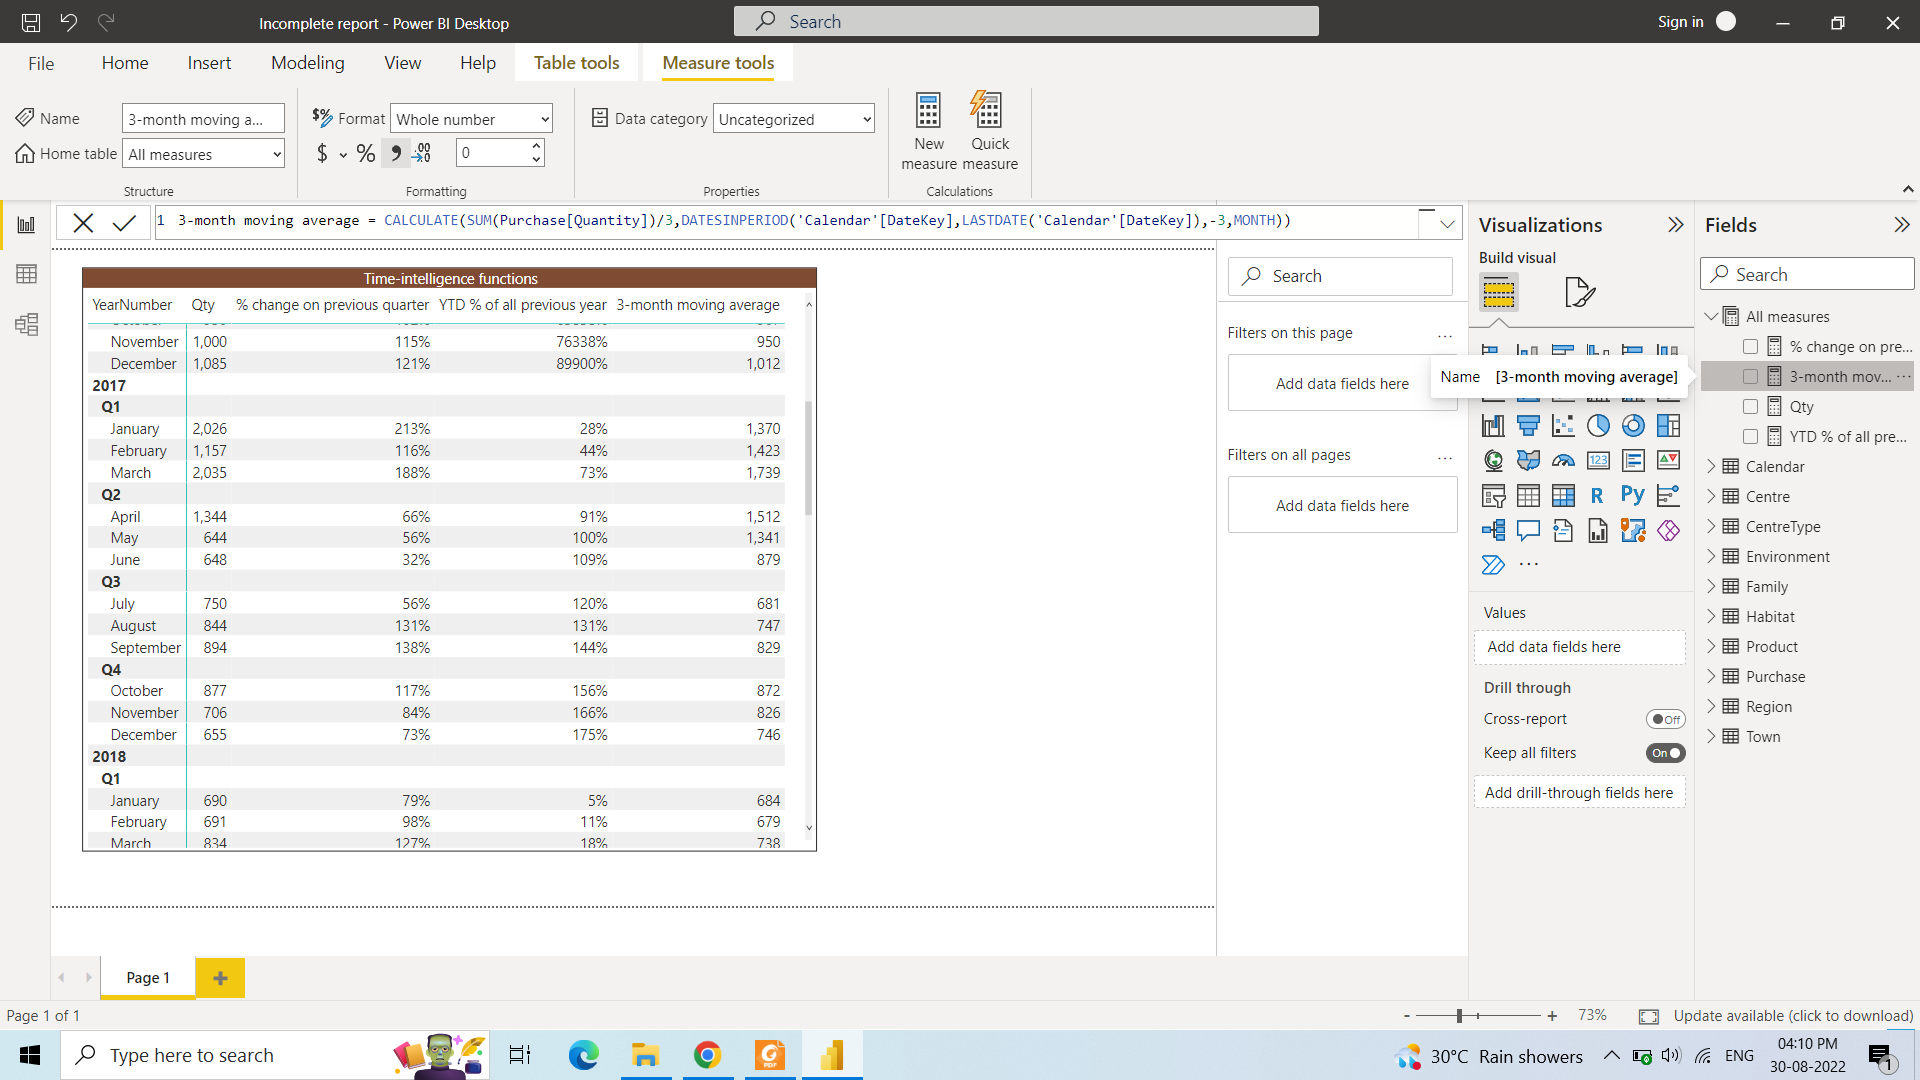 Incomplete report - Power BI Desktop
Search
Sign in
File Home Insert Modeling View Help Table tools Measure tools
Name 3-month moving a...
Home table All measures
Structure
Format Whole number
$ % , .00 0
Formatting
Data category Uncategorized
Properties
New measure
Quick measure
Calculations
1 3-month moving average = CALCULATE(SUM(Purchase[Quantity])/3,DATESINPERIOD('Calendar'[DateKey],LASTDATE('Calendar'[DateKey]),-3,MONTH))
Time-intelligence functions
YearNumber Qty % change on previous quarter YTD % of all previous year 3-month moving average
November 1,000 115% 76338% 950
December 1,085 121% 89900% 1,012
2017
Q1
January 2,026 213% 28% 1,370
February 1,157 116% 44% 1,423
March 2,035 188% 73% 1,739
Q2
April 1,344 66% 91% 1,512
May 644 56% 100% 1,341
June 648 32% 109% 879
Q3
July 750 56% 120% 681
August 844 131% 131% 747
September 894 138% 144% 829
Q4
October 877 117% 156% 872
November 706 84% 166% 826
December 655 73% 175% 746
2018
Q1
January 690 79% 5% 684
February 691 98% 11% 679
March 834 127% 18% 738
Search
Filters on this page ...
Add data fields here
Filters on all pages ...
Add data fields here
Visualizations
Build visual
Name [3-month moving average]
123
R Py
...
Values
Add data fields here
Drill through
Cross-report Off
Keep all filters On
Add drill-through fields here
Fields
Search
All measures
% change on pre...
3-month mov... ...
Qty
YTD % of all pre...
Calendar
Centre
CentreType
Environment
Family
Habitat
Product
Purchase
Region
Town
Page 1 +
Page 1 of 1
- + 73%
Update available (click to download)
Type here to search
PDF
30°C Rain showers
ENG
04:10 PM
30-08-2022
1